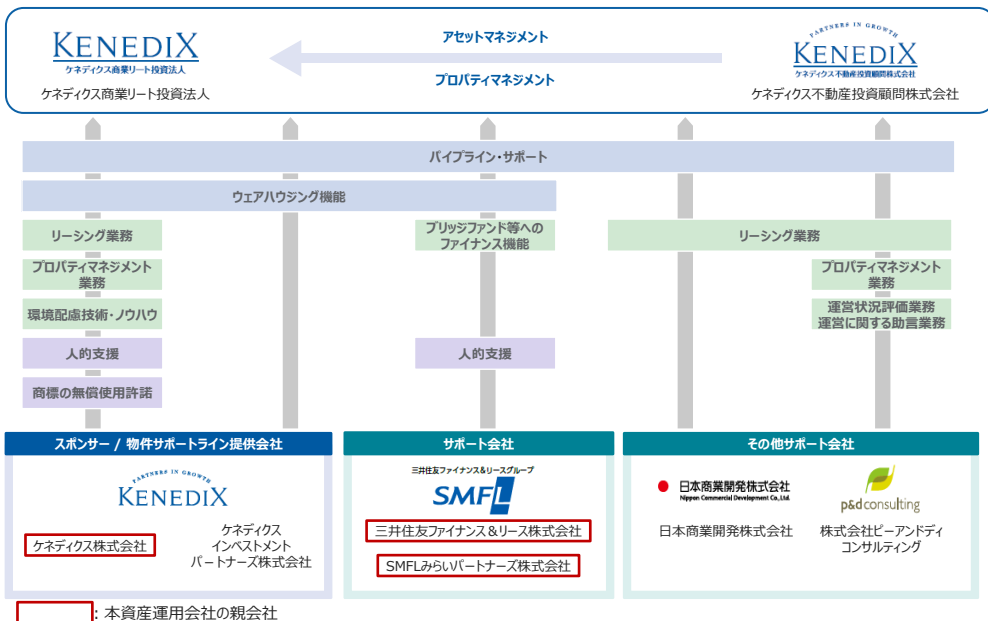 KENEDIX
ケネディクス商業リート投資法人
ケネディクス商業リート投資法人
アセットマネジメント
プロパティマネジメント
PARTNERS IN GROWTH
KENEDIX
ケネディクス不動産投資顧問株式会社
ケネディクス不動産投資顧問株式会社
パイプライン・サポート
ウェアハウジング機能
リーシング業務
ブリッジファンド等への
ファイナンス機能
リーシング業務
プロパティマネジメント
業務
プロパティマネジメント
業務
環境配慮技術・ノウハウ
運営状況評価業務
運営に関する助言業務
人的支援
人的支援
商標の無償使用許諾
スポンサー / 物件サポートライン提供会社
PARTNERS IN GROWTH
KENEDIX
ケネディクス株式会社
ケネディクス
インベストメント
パートナーズ株式会社
サポート会社
三井住友ファイナンス&リースグループ
SMFL
三井住友ファイナンス&リース株式会社
SMFLみらいパートナーズ株式会社
その他サポート会社
日本商業開発株式会社
Nippon Commercial Development Co., Ltd.
日本商業開発株式会社
p&dconsulting
株式会社ピーアンドディ
コンサルティング
: 本資産運用会社の親会社